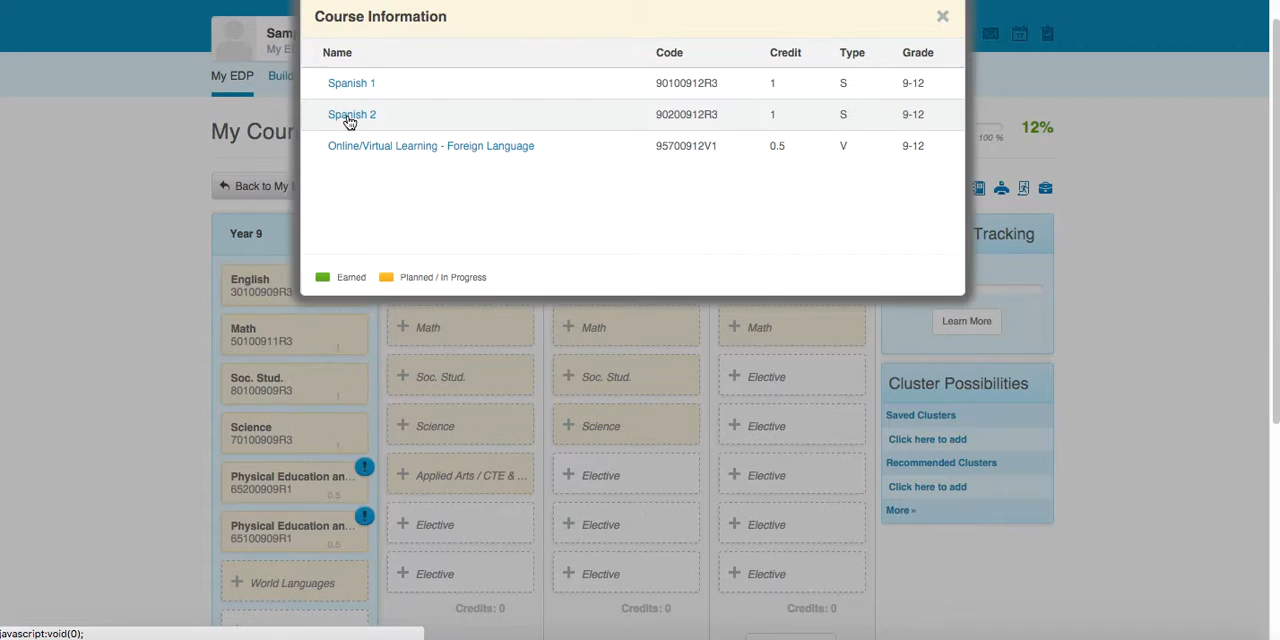 Course Information
Name Code Credit Type Grade
Spanish 1 90100912R3 1 S 9-12
Spanish 2 90200912R3 1 S 9-12
Online/Virtual Learning - Foreign Language 95700912V1 0.5 V 9-12
Earned Planned / In Progress
Sam
My E
My EDP Build
My Cour
100 % 12%
Back to My
Year 9
English
30100909R3
Math
50100911R3
Soc. Stud.
80100909R3
Science
70100909R3
Physical Education an...
65200909R1
0.5
Physical Education an...
65100909R1
0.5
+ World Languages
+ Math
+ Soc. Stud.
+ Science
+ Applied Arts / CTE & ...
+ Elective
+ Elective
Credits: 0
+ Math
+ Soc. Stud.
+ Science
+ Elective
+ Elective
+ Elective
Credits: 0
+ Math
+ Elective
+ Elective
+ Elective
+ Elective
+ Elective
Credits: 0
Tracking
Learn More
Cluster Possibilities
Saved Clusters
Click here to add
Recommended Clusters
Click here to add
More »
javascript:void(0);